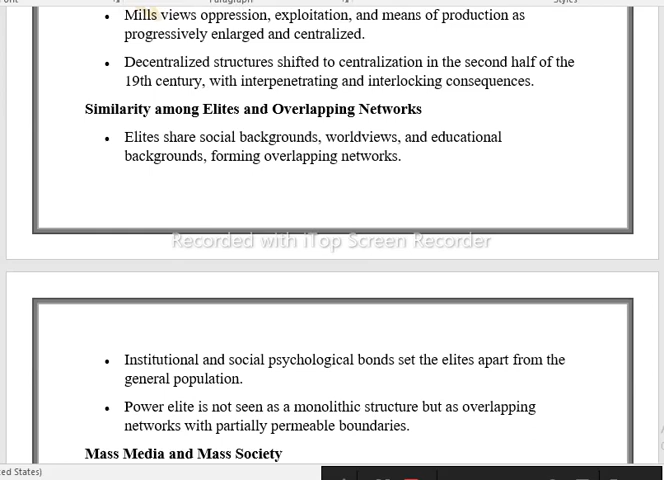 Mills views oppression, exploitation, and means of production as
progressively enlarged and centralized.
Decentralized structures shifted to centralization in the second half of the
19th century, with interpenetrating and interlocking consequences.
Similarity among Elites and Overlapping Networks
Elites share social backgrounds, worldviews, and educational
backgrounds, forming overlapping networks.
Recorded with iTop Screen Recorder
Institutional and social psychological bonds set the elites apart from the
general population.
Power elite is not seen as a monolithic structure but as overlapping
networks with partially permeable boundaries.
Mass Media and Mass Society